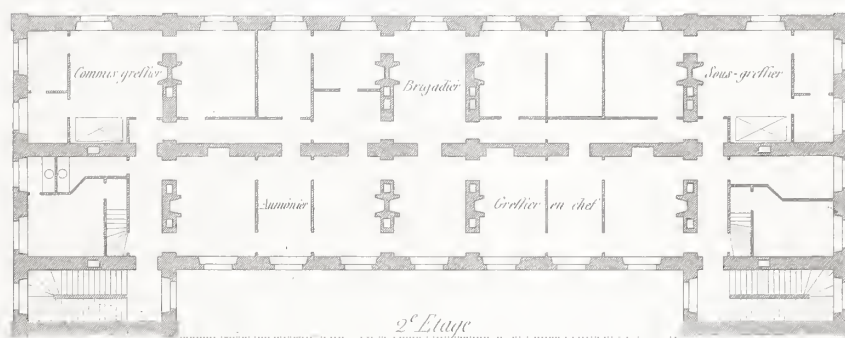 Commis greffier
Brigadier
Sous-greffier
Aumônier
Greffier en chef
2e Etage